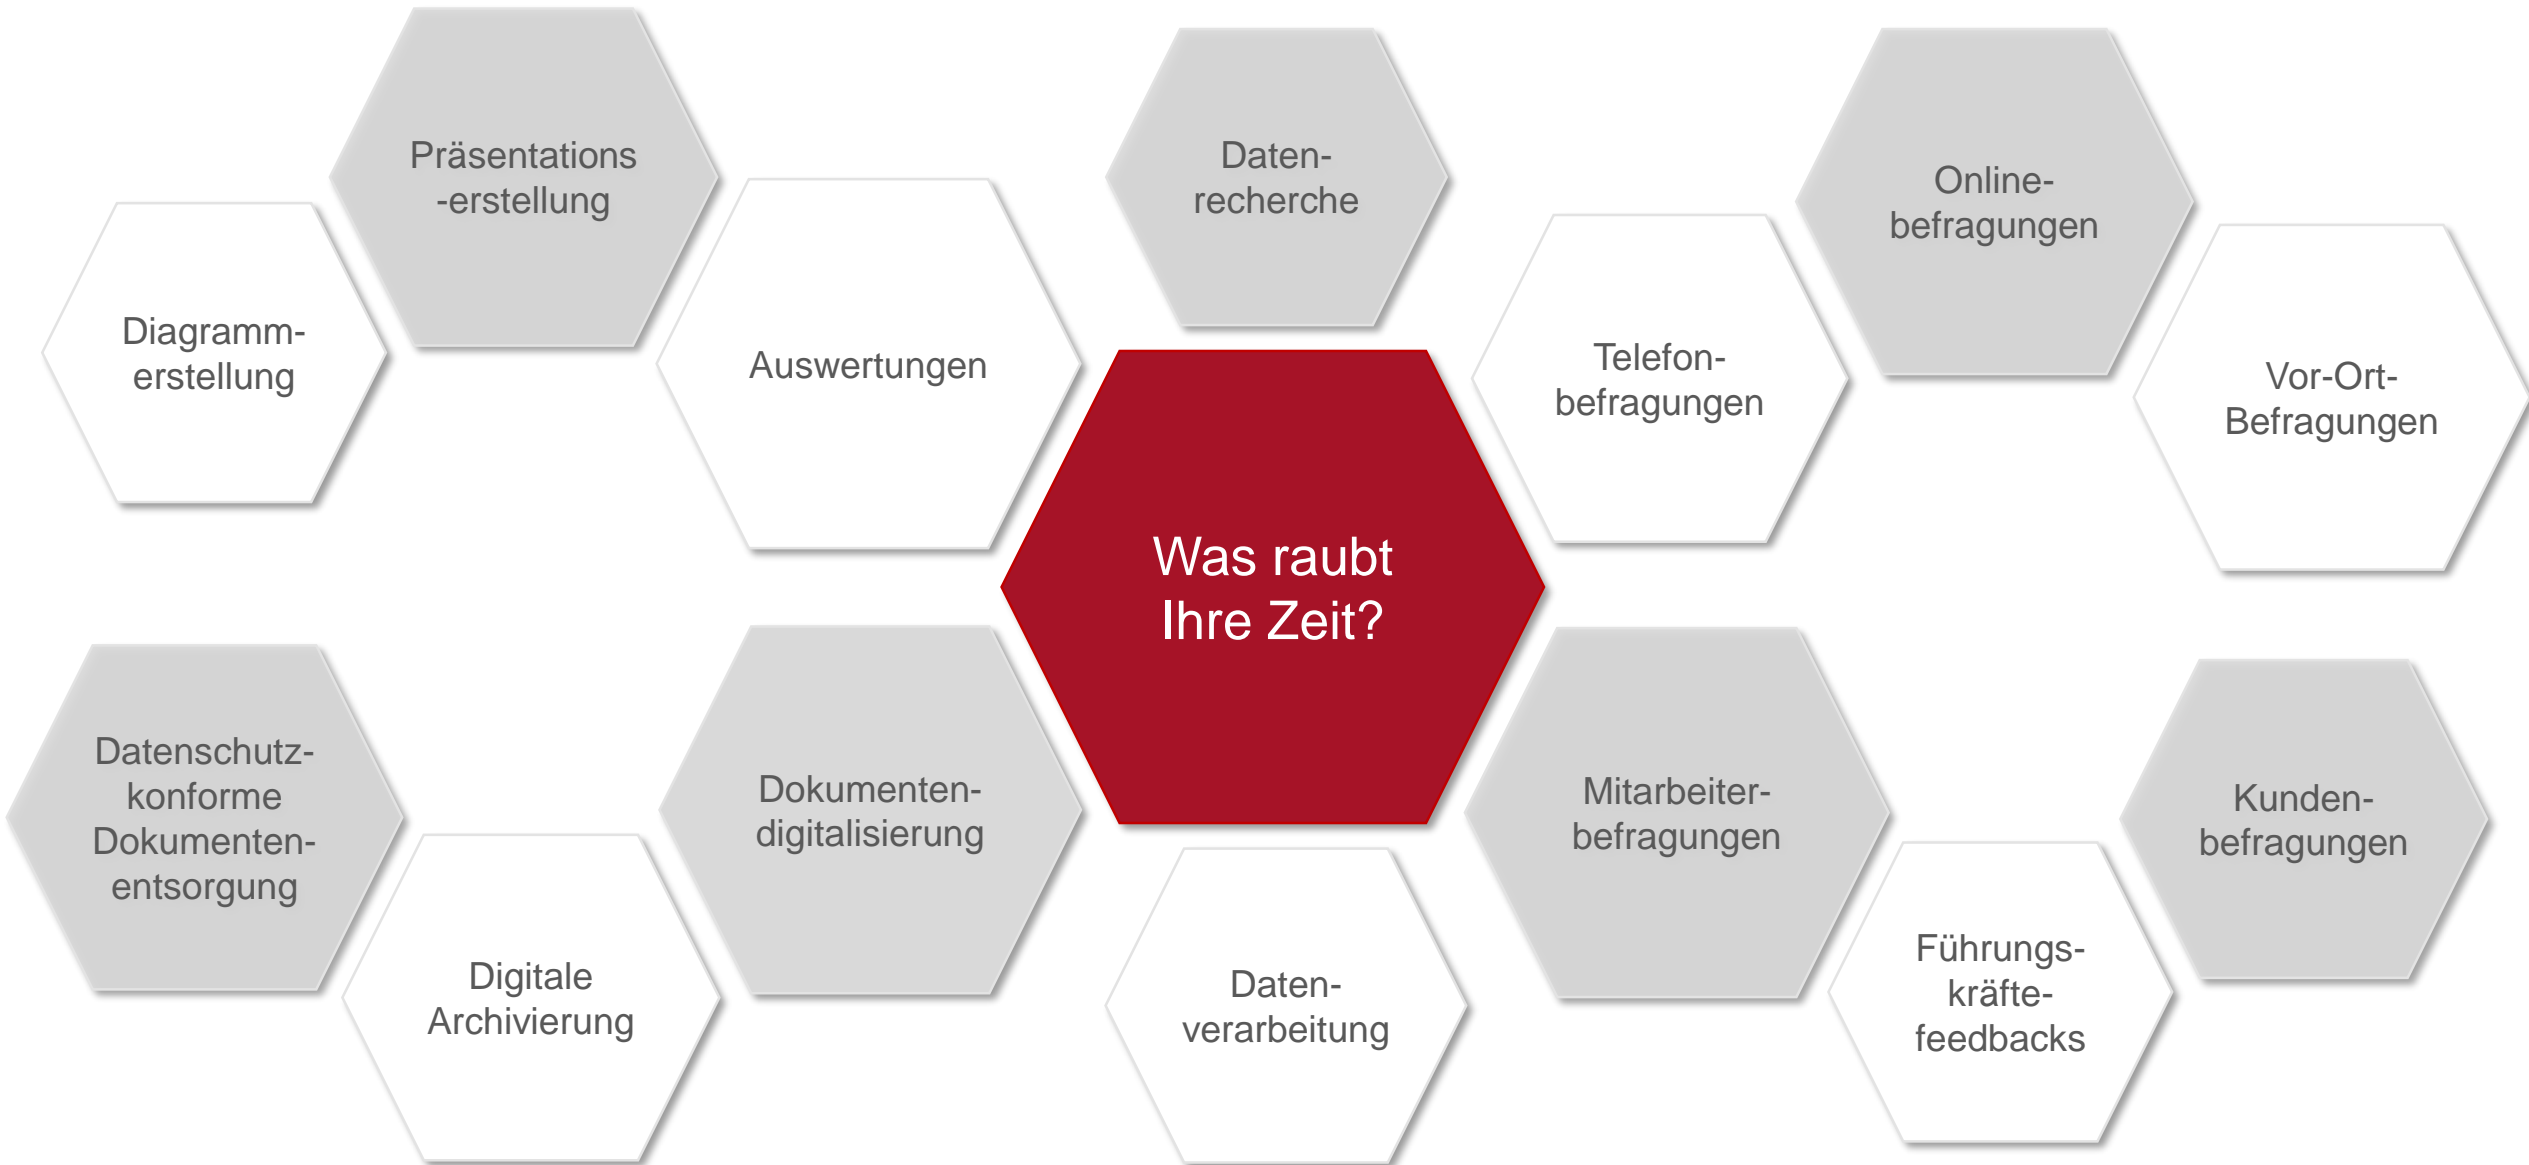 Präsentations
-erstellung
Daten-
recherche
Online-
befragungen
Diagramm-
erstellung
Auswertungen
Telefon-
befragungen
Vor-Ort-
Befragungen
Was raubt
Ihre Zeit?
Datenschutz-
konforme
Dokumenten-
entsorgung
Dokumenten-
digitalisierung
Mitarbeiter-
befragungen
Kunden-
befragungen
Digitale
Archivierung
Daten-
verarbeitung
Führungs-
kräfte-
feedbacks